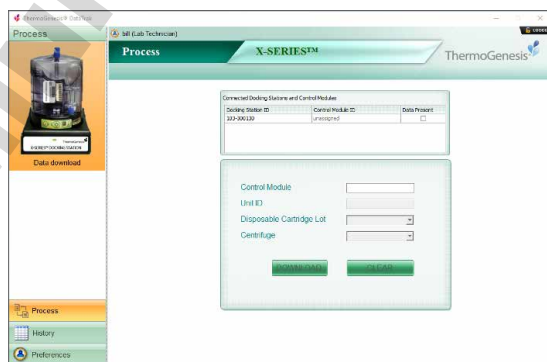 ThermoGenesis® DataTrak
Process
bill (Lab Technician)
Process
X-SERIES™
ThermoGenesis
Data download
Connected Docking Stations and Control Modules
Docking Station ID Control Module ID Data Present
103-000130 unassigned
Control Module
Unit ID
Disposable Cartridge Lot
Centrifuge
DOWNLOAD CLEAR
Process
History
Preferences